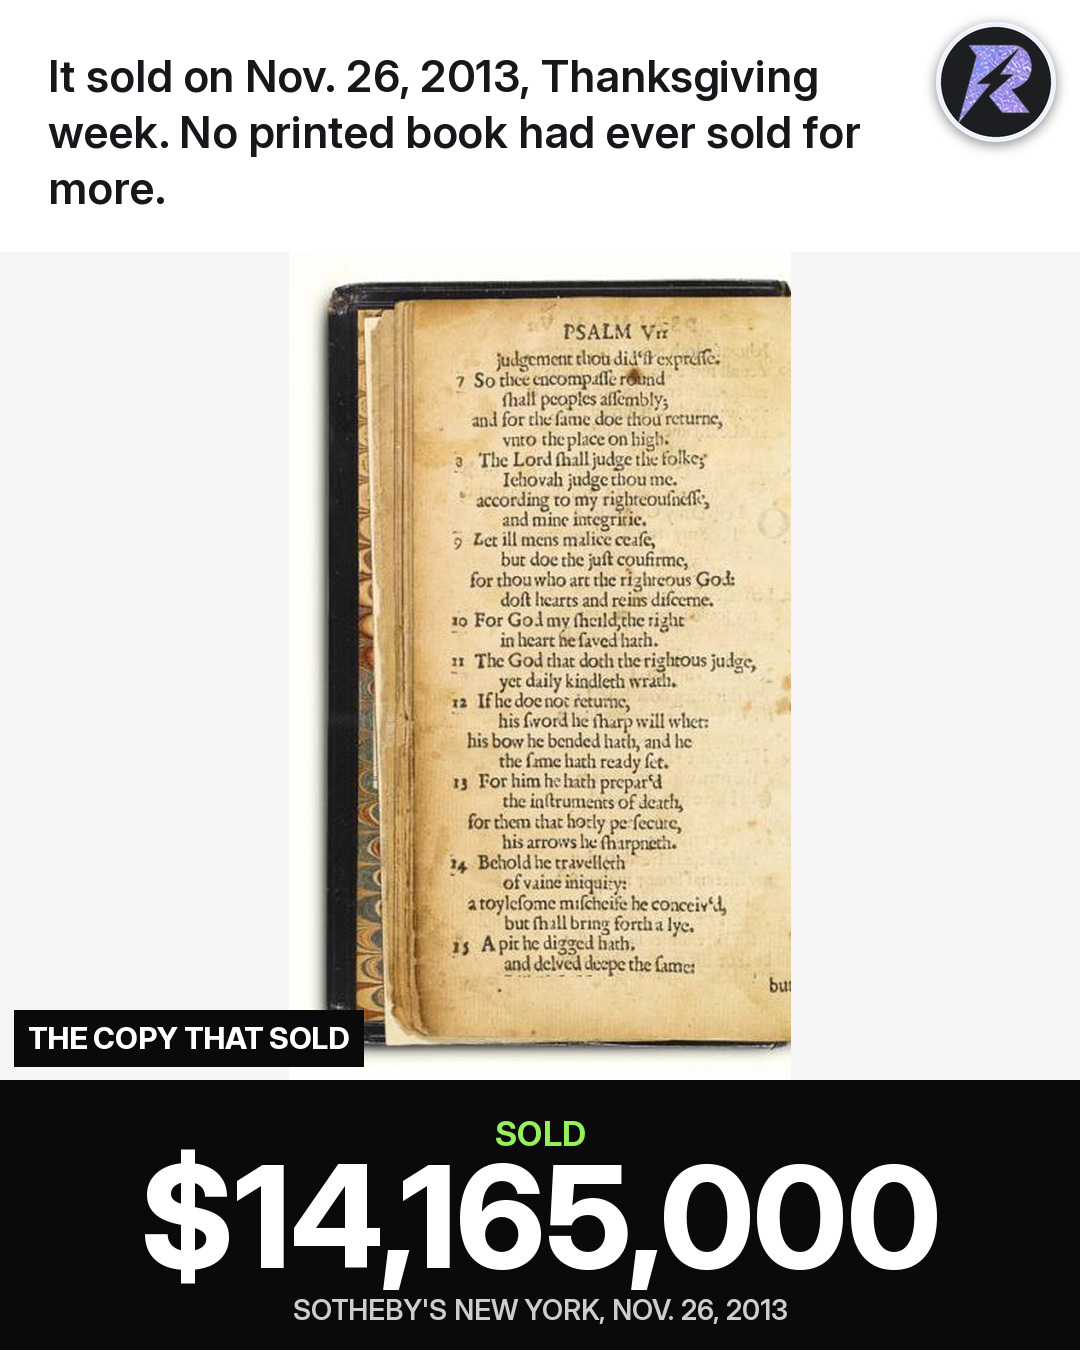 It sold on Nov. 26, 2013, Thanksgiving
week. No printed book had ever sold for
more.
R
PSALM VII
judgement thou did'ſt expreſſe.
7 So thee encompaſſe round
ſhall peoples aſſembly;
and for the ſame doe thou returne,
vnto the place on high.
8 The Lord ſhall judge the folke;
Iehovah judge thou me.
according to my righteouſneſſe,
and mine integritie.
9 Let ill mens malice ceaſe,
but doe the juſt confirme,
for thou who art the righteous God:
doſt hearts and reins diſcerne.
10 For God my ſheild, the right
in heart he ſaved hath.
11 The God that doth the rightous judge,
yet daily kindleth wrath.
12 If he doe not returne,
his ſword he ſharp will whet:
his bow he bended hath, and he
the ſame hath ready ſet.
13 For him he hath prepar'd
the inſtruments of death,
for them that hotly perſecute,
his arrows he ſharpneth.
14 Behold he travelleth
of vaine iniquity:
a toyleſome miſcheife he conceiv'd,
but ſhall bring forth a lye.
15 A pit he digged hath,
and delved deepe the ſame:
but
THE COPY THAT SOLD
SOLD
$14,165,000
SOTHEBY'S NEW YORK, NOV. 26, 2013